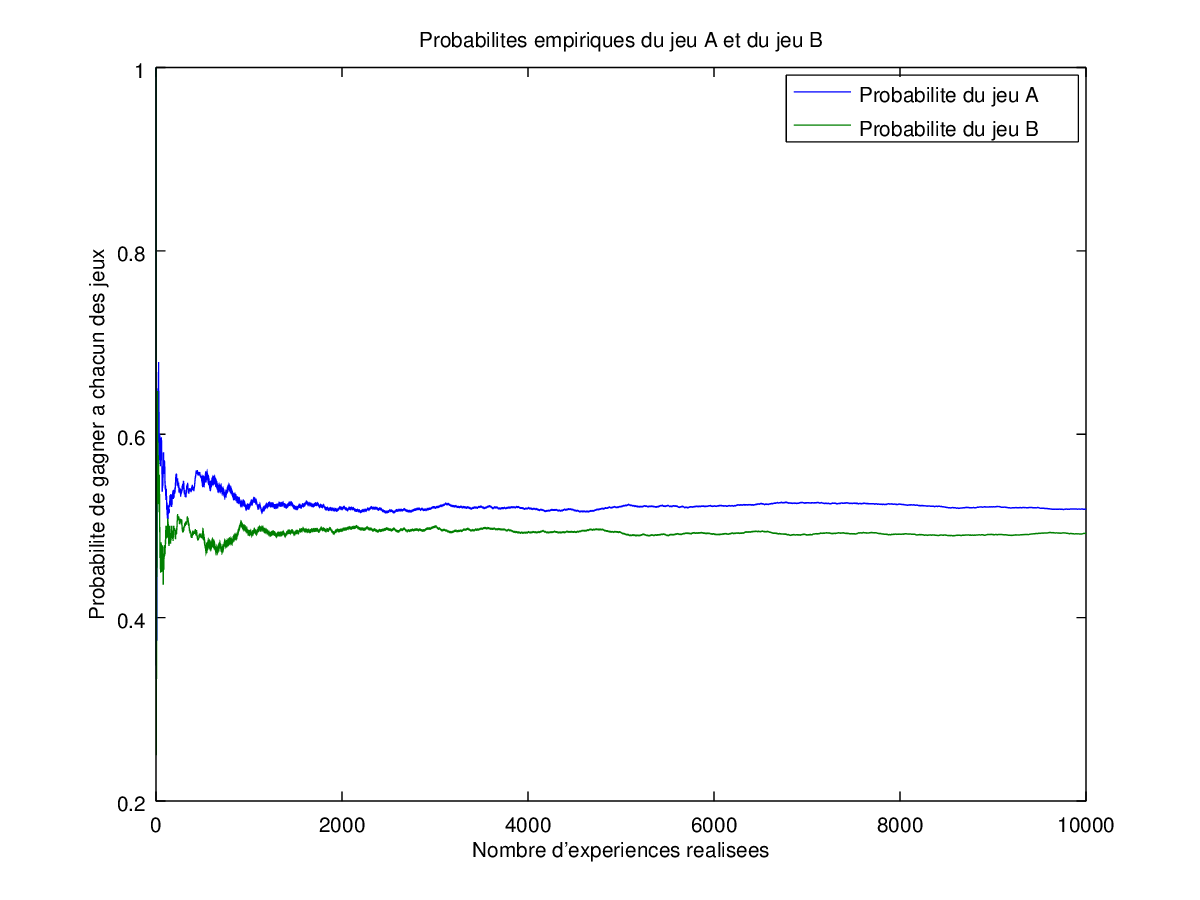 Probabilites empiriques du jeu A et du jeu B
1
Probabilite du jeu A
Probabilite du jeu B
0.8
0.6
0.4
0.2
Probabilite de gagner a chacun des jeux
0 2000 4000 6000 8000 10000
Nombre d'experiences realisees